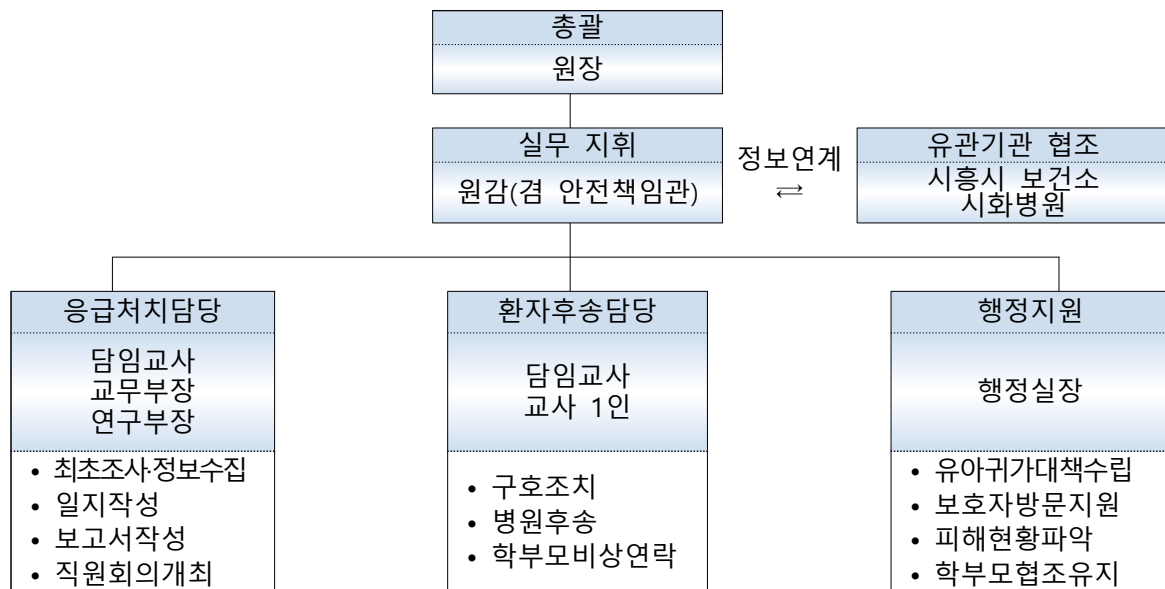 총괄
원장
실무 지휘
원감(겸 안전책임관)
정보연계
⇄
유관기관 협조
시흥시 보건소
시화병원
응급처치담당
담임교사
교무부장
연구부장
• 최초조사·정보수집
• 일지작성
• 보고서작성
• 직원회의개최
환자후송담당
담임교사
교사 1인
• 구호조치
• 병원후송
• 학부모비상연락
행정지원
행정실장
• 유아귀가대책수립
• 보호자방문지원
• 피해현황파악
• 학부모협조유지